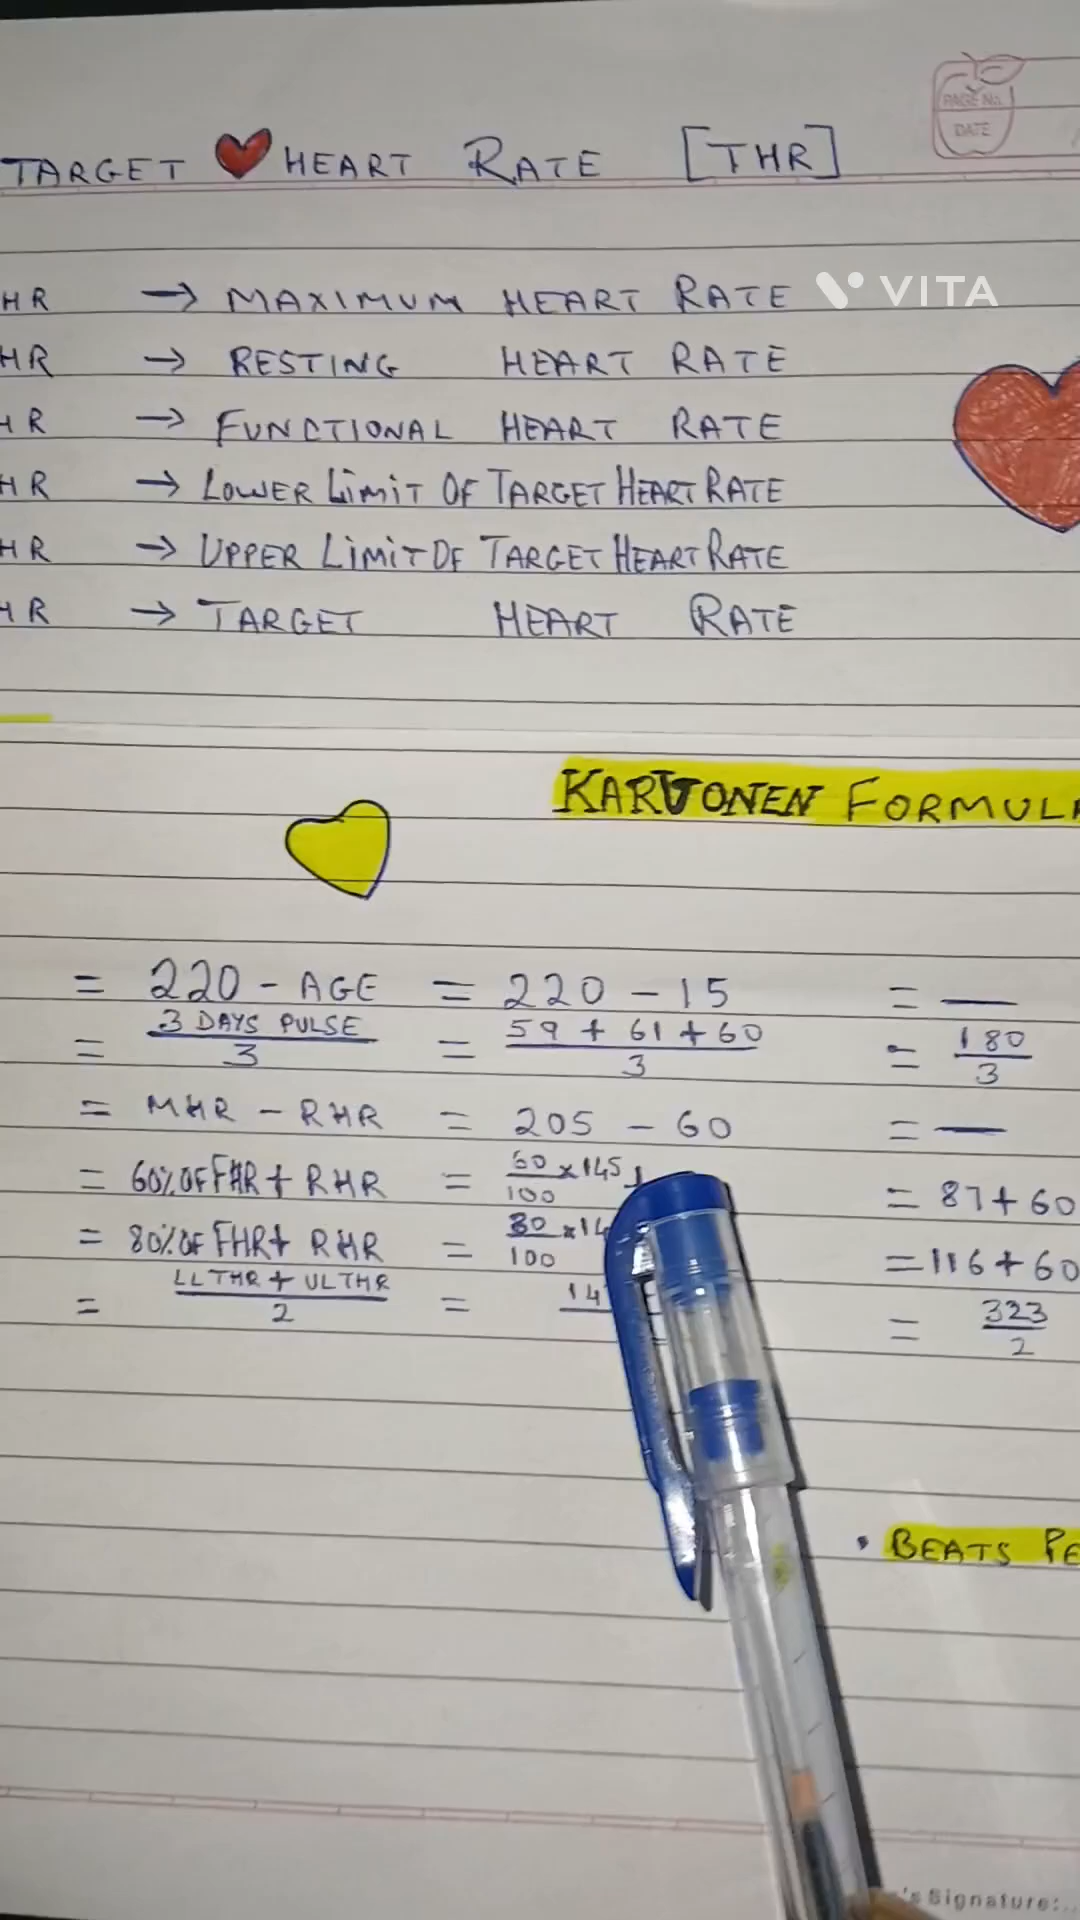 PAGE No.
DATE
TARGET HEART RATE [THR]
HR → MAXIMUM HEART RATE
VITA
HR → RESTING HEART RATE
HR → FUNCTIONAL HEART RATE
HR → LOWER LIMIT OF TARGET HEART RATE
HR → UPPER LIMIT OF TARGET HEART RATE
HR → TARGET HEART RATE
KARVONEN FORMULA
= 220 - AGE = 220 - 15 = —
= 3 DAYS PULSE / 3 = 59 + 61 + 60 / 3 = 180 / 3
= MHR - RHR = 205 - 60 = —
= 60% OF FHR + RHR = 60 / 100 × 145 + = 87 + 60
= 80% OF FHR + RHR = 80 / 100 × 14 = 116 + 60
= LLTHR + ULTHR / 2 = 14 = 323 / 2
• BEATS PE
's Signature:..